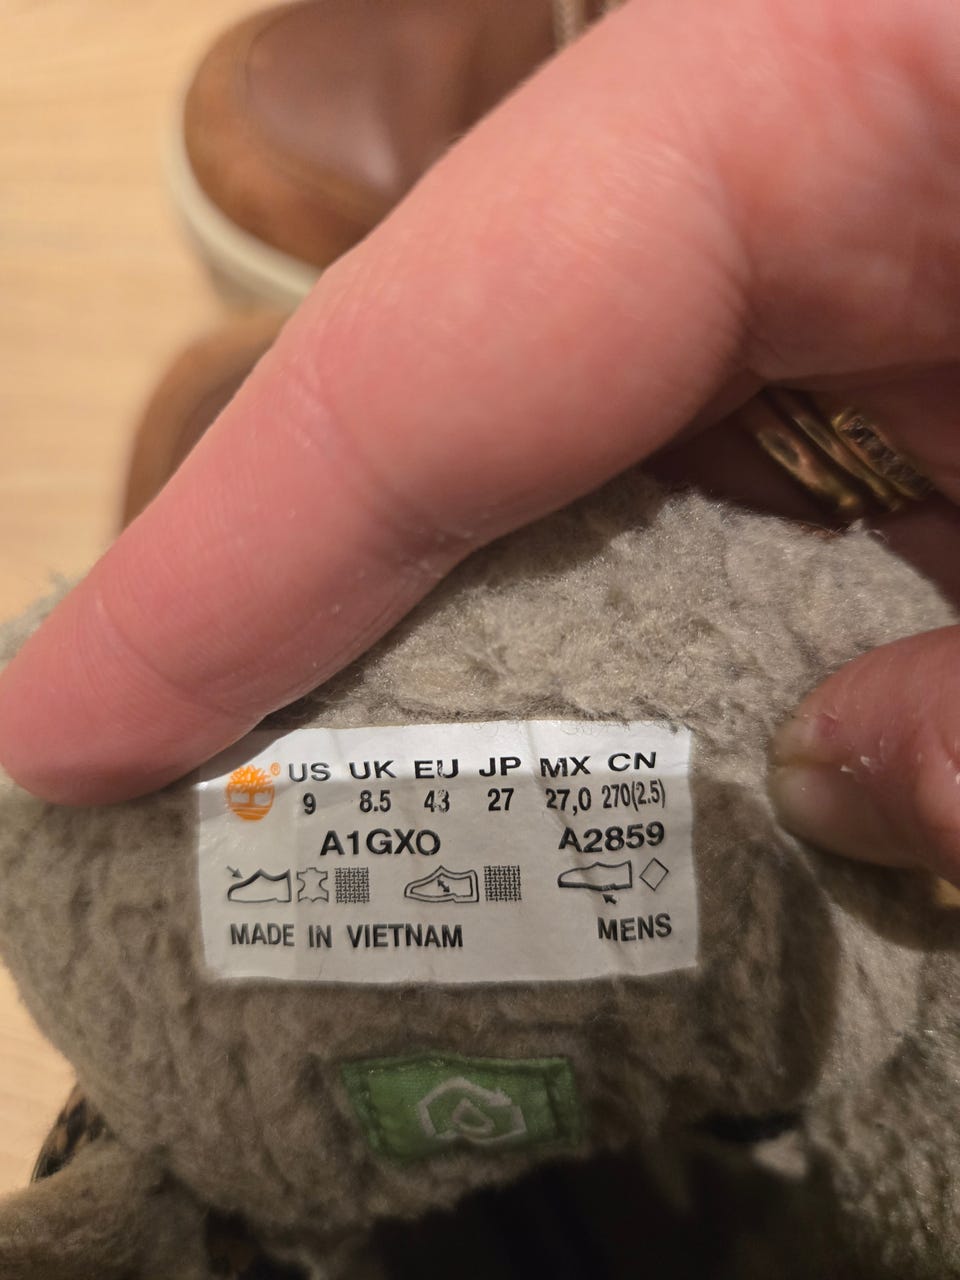 ® US UK EU JP MX CN
9 8.5 43 27 27,0 270(2.5)
A1GXO A2859
MADE IN VIETNAM MENS